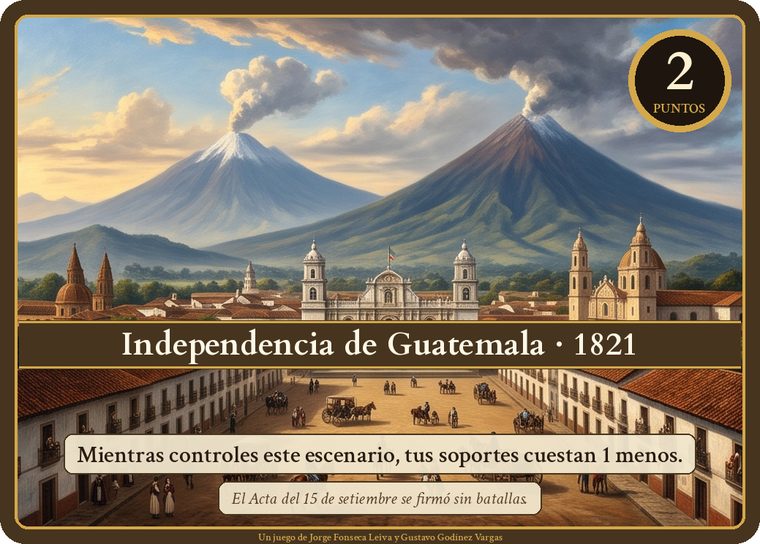 2
PUNTOS
Independencia de Guatemala · 1821
Mientras controles este escenario, tus soportes cuestan 1 menos.
El Acta del 15 de setiembre se firmó sin batallas.
Un juego de Jorge Fonseca Leiva y Gustavo Godínez Vargas